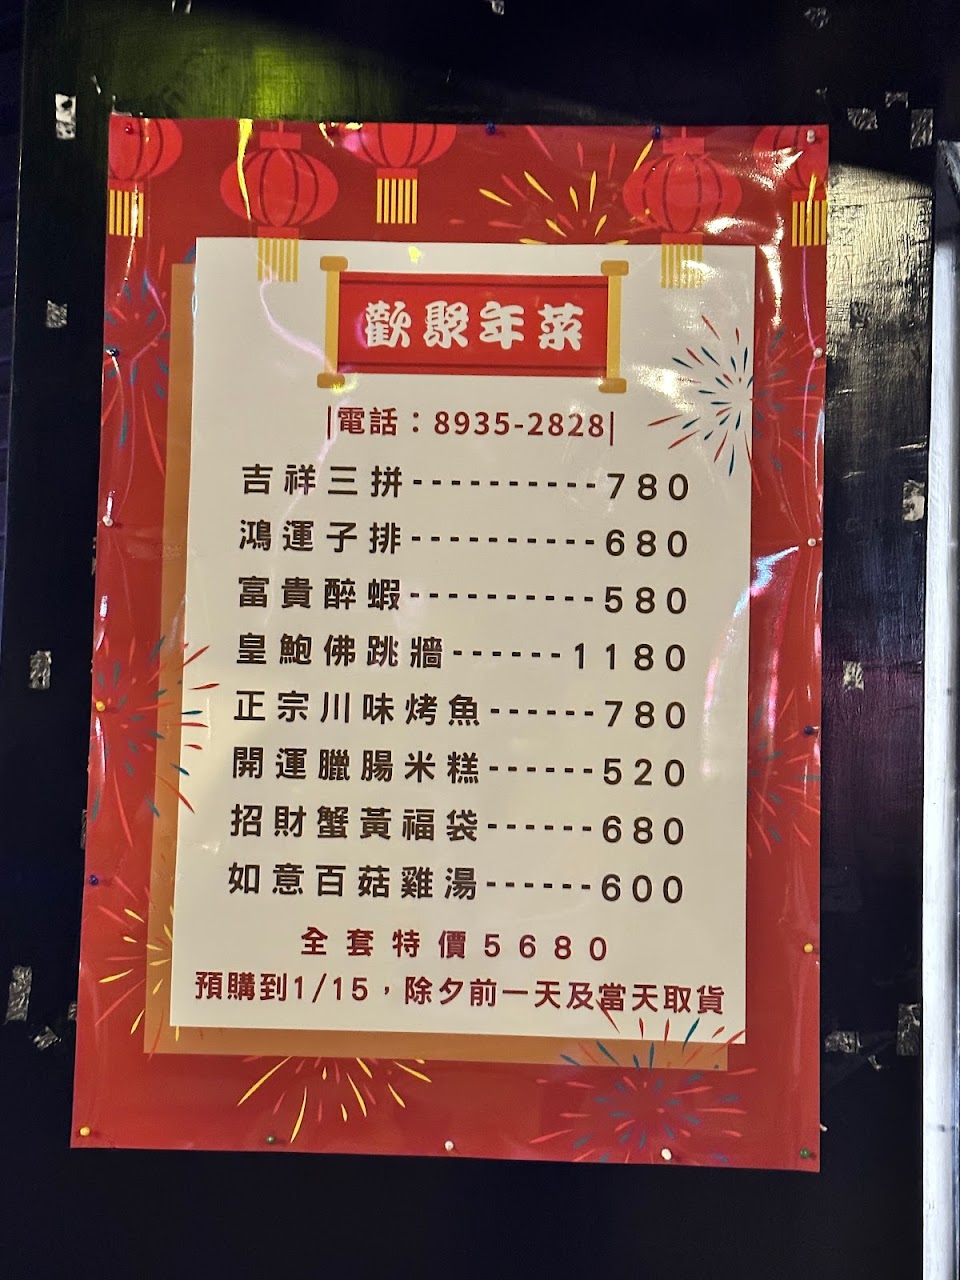 歡聚年菜
|電話：8935-2828|
吉祥三拼----------780
鴻運子排----------680
富貴醉蝦----------580
皇鮑佛跳牆------1180
正宗川味烤魚------780
開運臘腸米糕------520
招財蟹黃福袋------680
如意百菇雞湯------600
全套特價5680
預購到1/15，除夕前一天及當天取貨